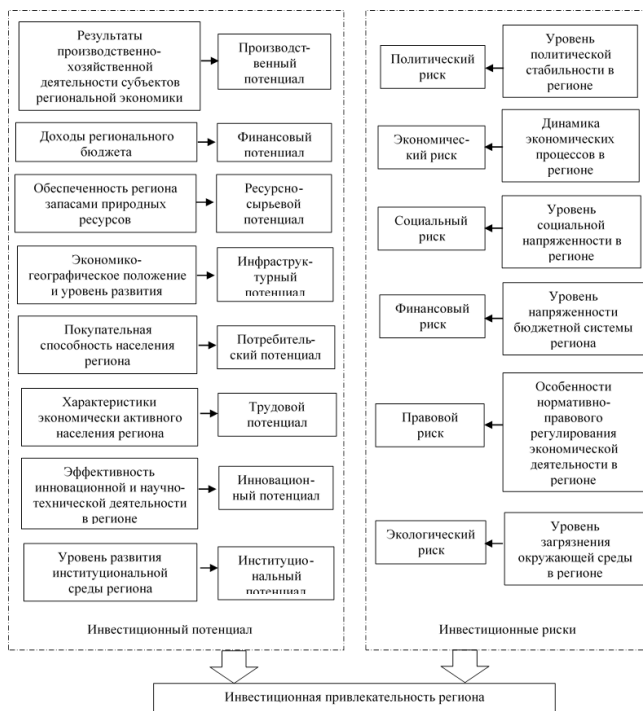 Результаты
производственно-
хозяйственной
деятельности субъектов
региональной экономики
Производст-
венный
потенциал
Доходы регионального
бюджета
Финансовый
потенциал
Обеспеченность региона
запасами природных
ресурсов
Ресурсно-
сырьевой
потенциал
Экономико-
географическое положение
и уровень развития
Инфраструк-
турный
потенциал
Покупательная
способность населения
региона
Потребитель-
ский потенциал
Характеристики
экономически активного
населения региона
Трудовой
потенциал
Эффективность
инновационной и научно-
технической деятельности
в регионе
Инновацион-
ный потенциал
Уровень развития
институциональной
среды региона
Институцио-
нальный
потенциал
Инвестиционный потенциал
Политический
риск
Уровень
политической
стабильности в
регионе
Экономичес-
кий риск
Динамика
экономических
процессов в
регионе
Социальный
риск
Уровень
социальной
напряженности в
регионе
Финансовый
риск
Уровень
напряженности
бюджетной системы
региона
Правовой
риск
Особенности
нормативно-
правового
регулирования
экономической
деятельности в
регионе
Экологический
риск
Уровень
загрязнения
окружающей среды
в регионе
Инвестиционные риски
Инвестиционная привлекательность региона